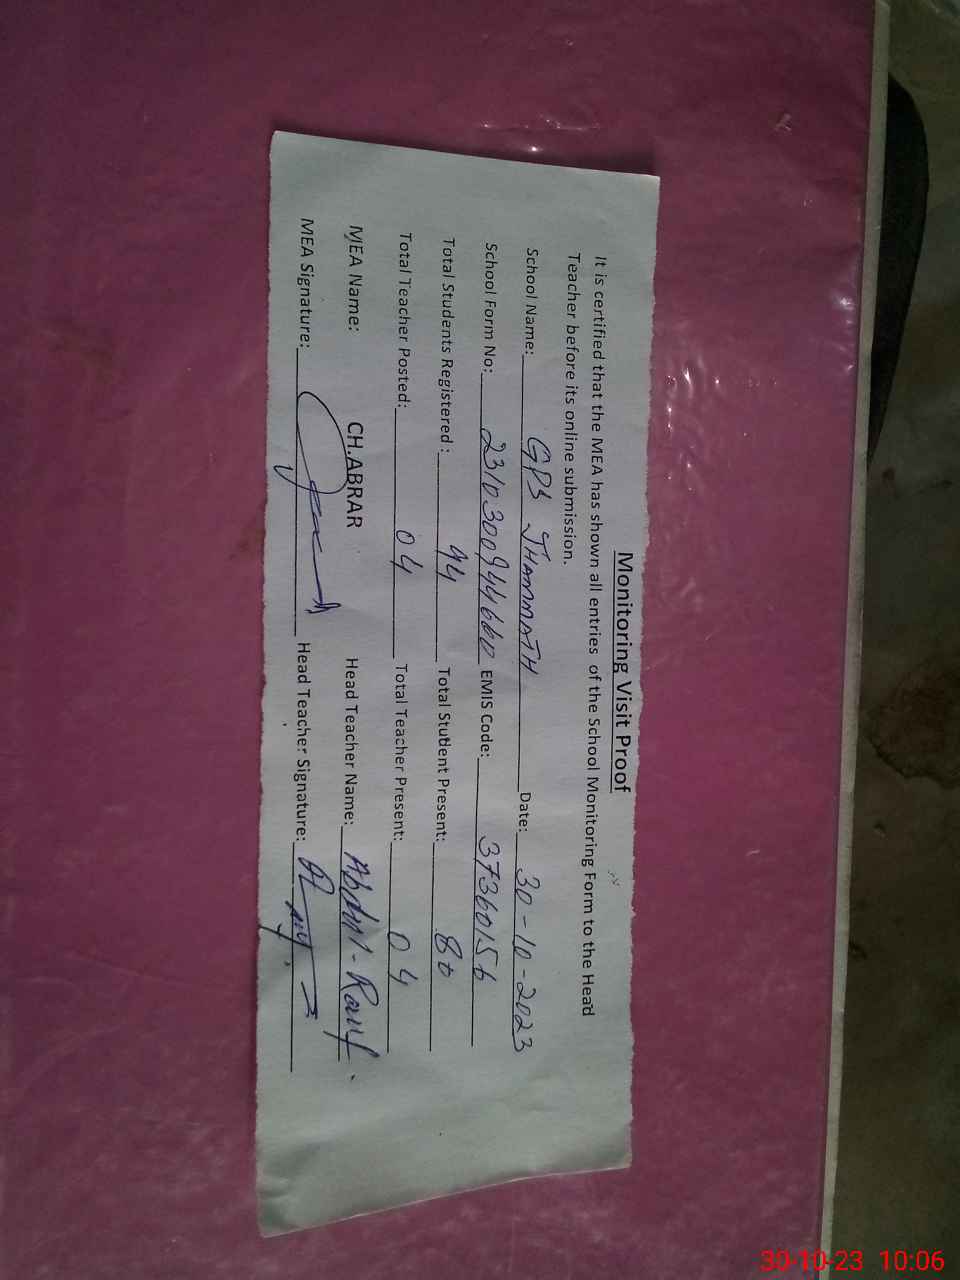 Monitoring Visit Proof
It is certified that the MEA has shown all entries of the School Monitoring Form to the Head
Teacher before its online submission.
School Name: GPS JHAMMATH Date: 30-10-2023
School Form No: 2310300944660 EMIS Code: 37360156
Total Students Registered: 94 Total Student Present: 80
Total Teacher Posted: 04 Total Teacher Present: 04
MEA Name: CH.ABRAR Head Teacher Name: Abdul-Rauf.
MEA Signature: Head Teacher Signature:
30-10-23 10:06